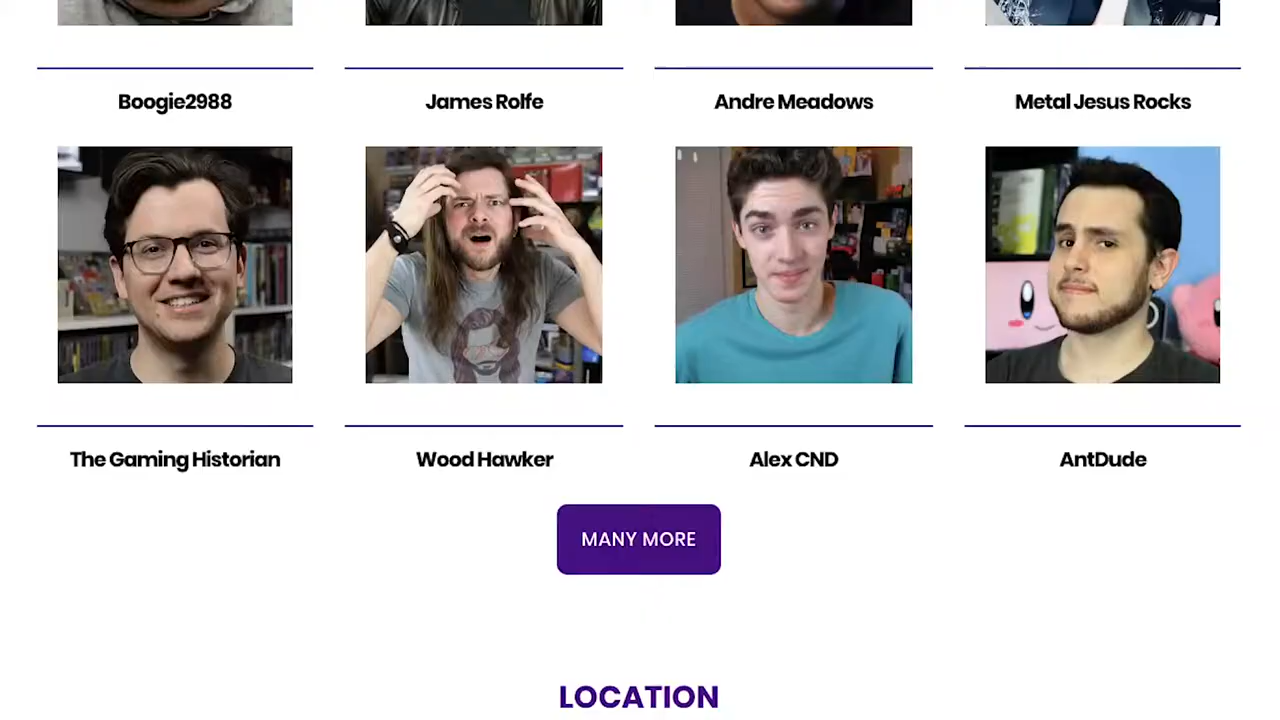 Boogie2988
James Rolfe
Andre Meadows
Metal Jesus Rocks
The Gaming Historian
Wood Hawker
Alex CND
AntDude
MANY MORE
LOCATION